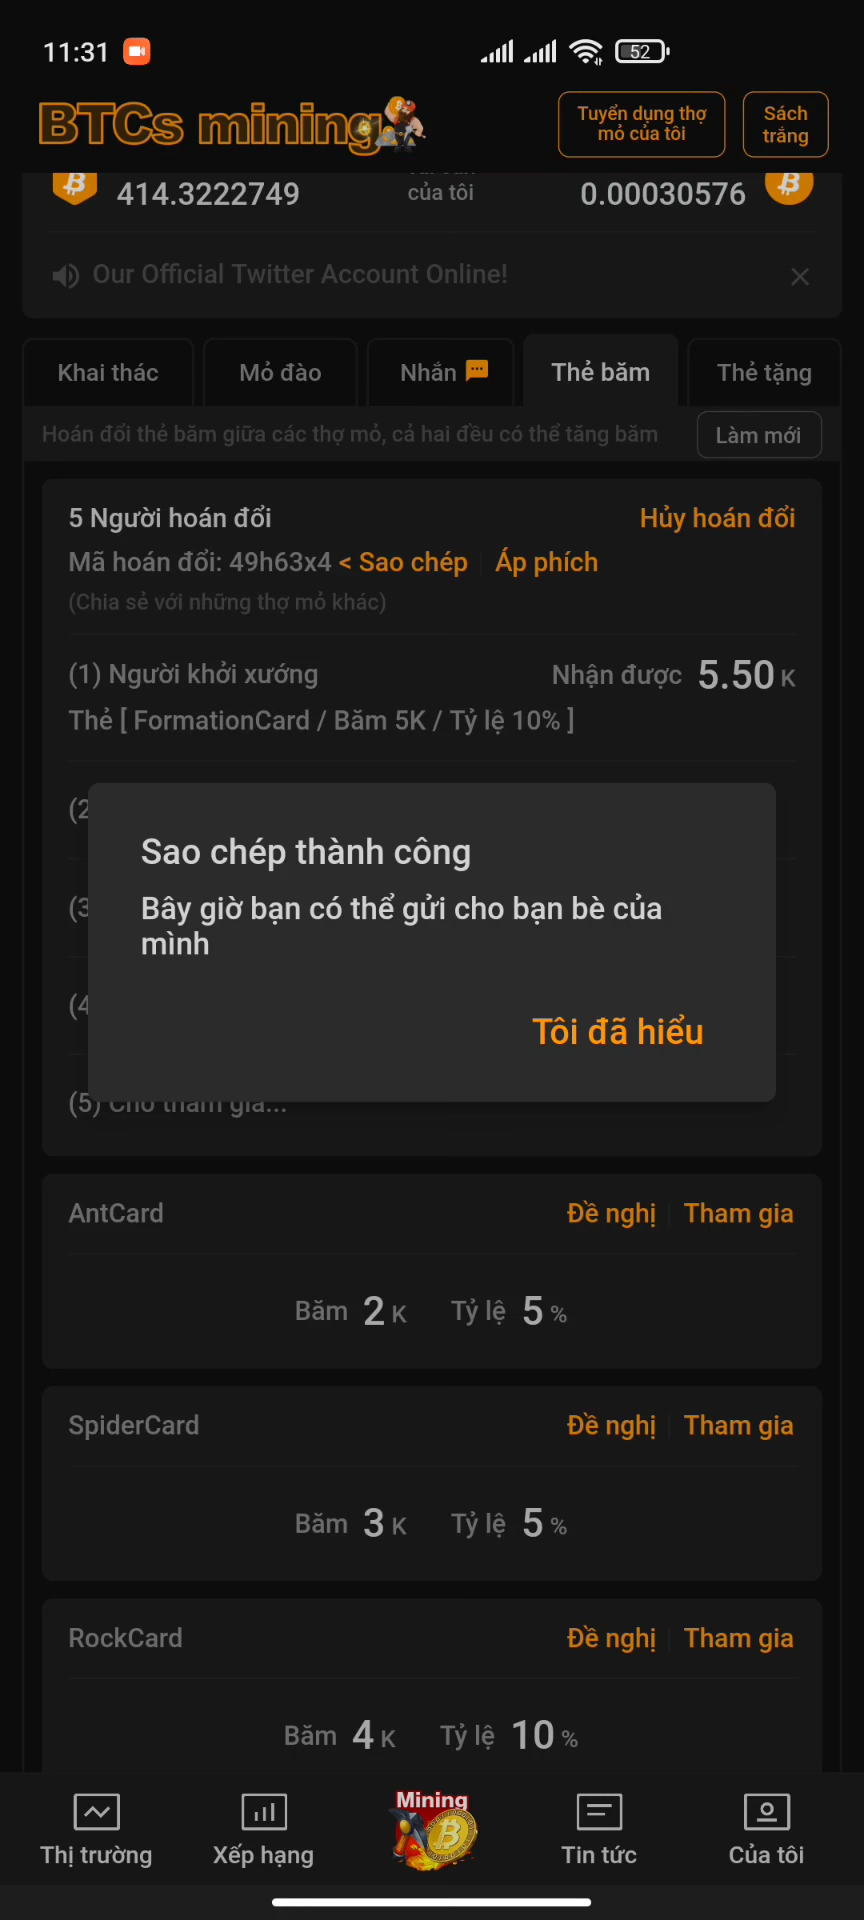 11:31
52
BTCs mining
Tuyển dụng thợ
mỏ của tôi
Sách
trắng
414.3222749
của tôi
0.00030576
Our Official Twitter Account Online!
Khai thác
Mỏ đào
Nhắn
Thẻ băm
Thẻ tặng
Hoán đổi thẻ băm giữa các thợ mỏ, cả hai đều có thể tăng băm
Làm mới
5 Người hoán đổi
Hủy hoán đổi
Mã hoán đổi: 49h63x4 < Sao chép
Áp phích
(Chia sẻ với những thợ mỏ khác)
(1) Người khởi xướng
Nhận được 5.50 K
Thẻ [ FormationCard / Băm 5K / Tỷ lệ 10% ]
(2
(3
(4
Sao chép thành công
Bây giờ bạn có thể gửi cho bạn bè của
mình
Tôi đã hiểu
(5) Chờ tham gia...
AntCard
Đề nghị
Tham gia
Băm 2 K
Tỷ lệ 5 %
SpiderCard
Đề nghị
Tham gia
Băm 3 K
Tỷ lệ 5 %
RockCard
Đề nghị
Tham gia
Băm 4 K
Tỷ lệ 10 %
Mining
Thị trường
Xếp hạng
Tin tức
Của tôi